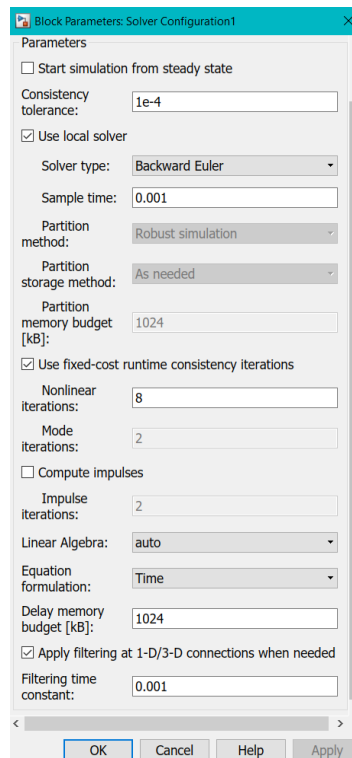 Block Parameters: Solver Configuration1
Parameters
Start simulation from steady state
Consistency
tolerance:
1e-4
Use local solver
Solver type:
Backward Euler
Sample time:
0.001
Partition
method:
Robust simulation
Partition
storage method:
As needed
Partition
memory budget
[kB]:
1024
Use fixed-cost runtime consistency iterations
Nonlinear
iterations:
8
Mode
iterations:
2
Compute impulses
Impulse
iterations:
2
Linear Algebra:
auto
Equation
formulation:
Time
Delay memory
budget [kB]:
1024
Apply filtering at 1-D/3-D connections when needed
Filtering time
constant:
0.001
OK Cancel Help Apply